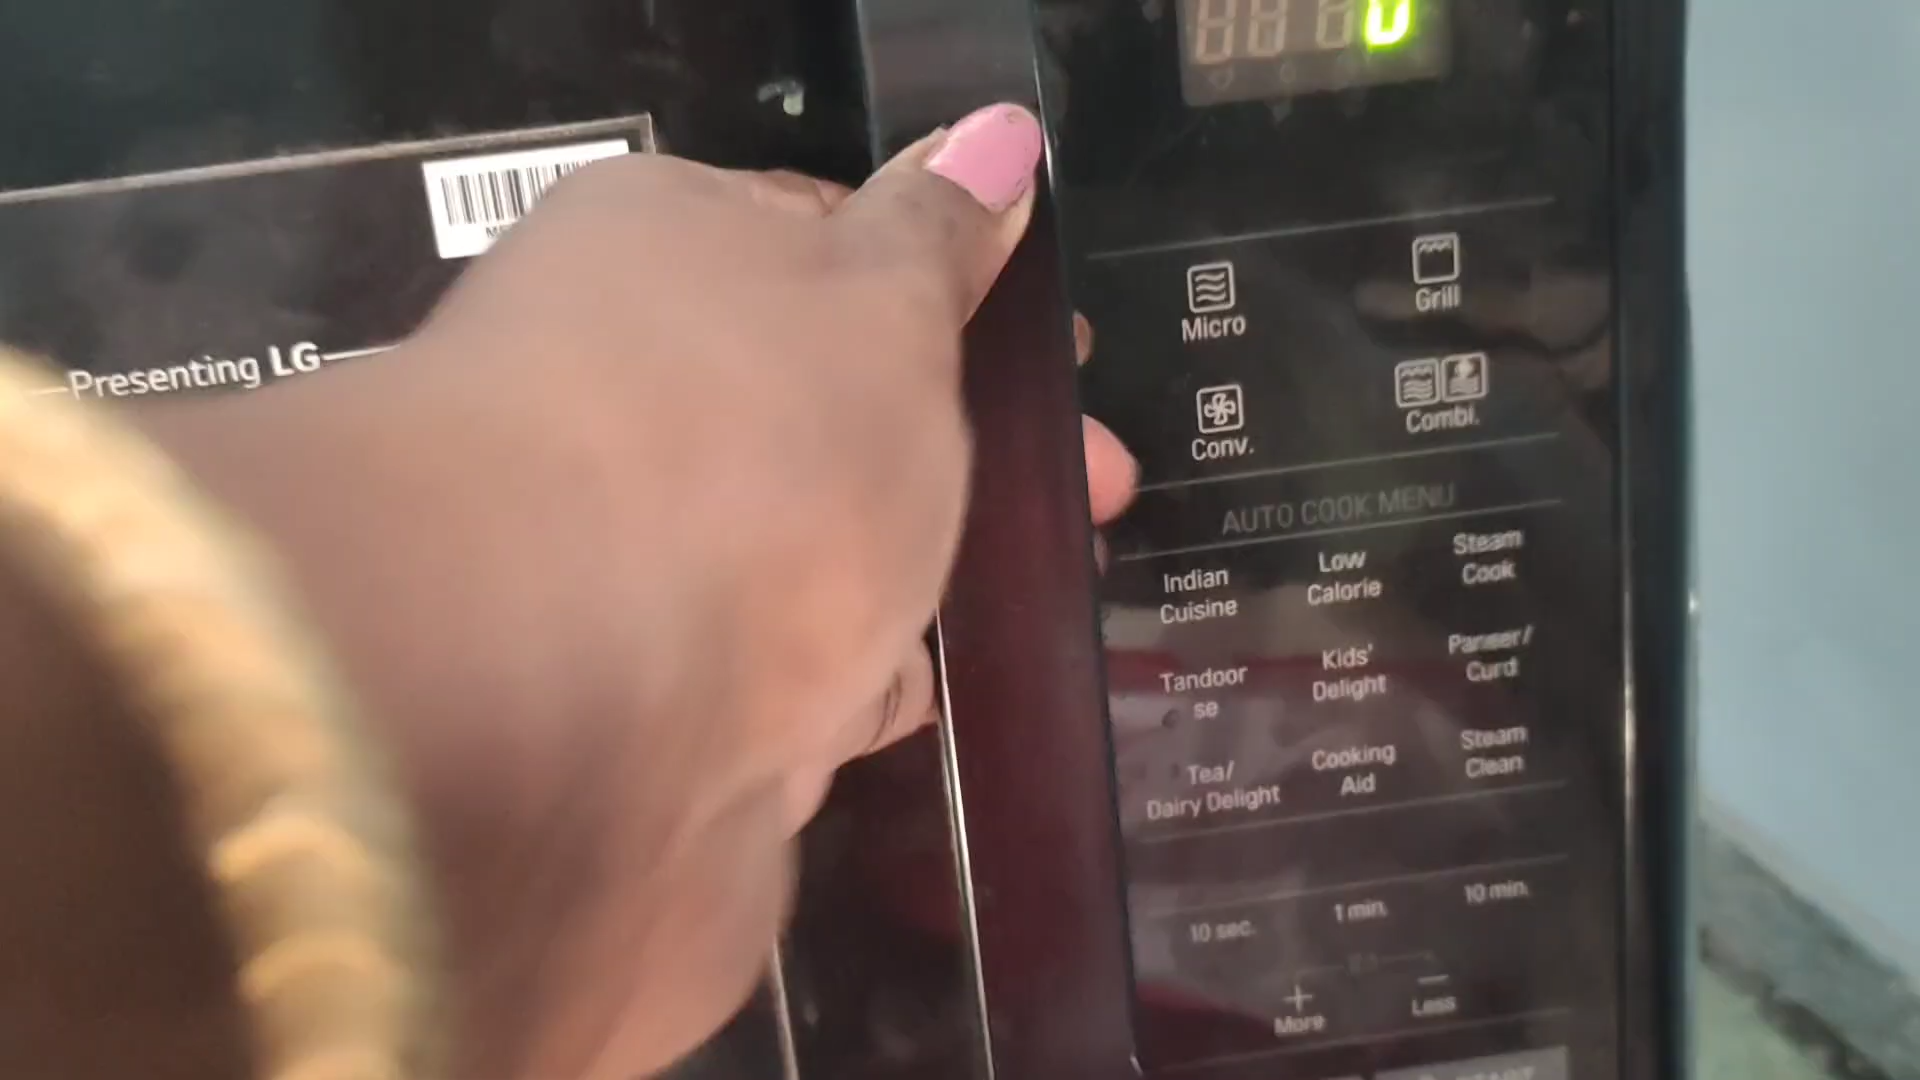 0
Presenting LG
Micro
Grill
Conv.
Combi.
AUTO COOK MENU
Indian
Cuisine
Low
Calorie
Steam
Cook
Tandoor
se
Kids'
Delight
Paneer/
Curd
Tea/
Dairy Delight
Cooking
Aid
Steam
Clean
10 sec.
1 min.
10 min.
+
More
−
Less